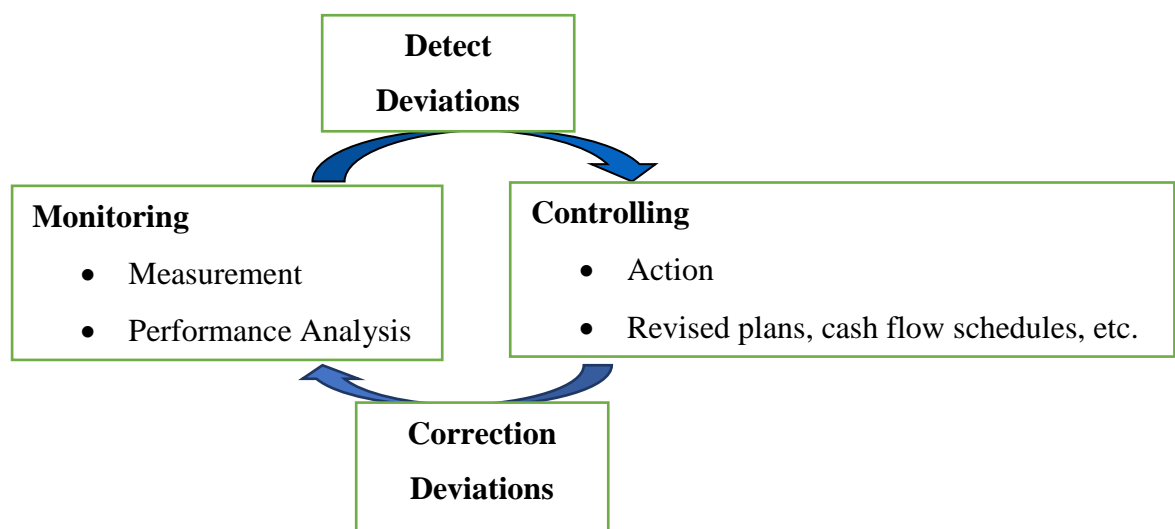 Detect
Deviations
Monitoring
• Measurement
• Performance Analysis
Controlling
• Action
• Revised plans, cash flow schedules, etc.
Correction
Deviations